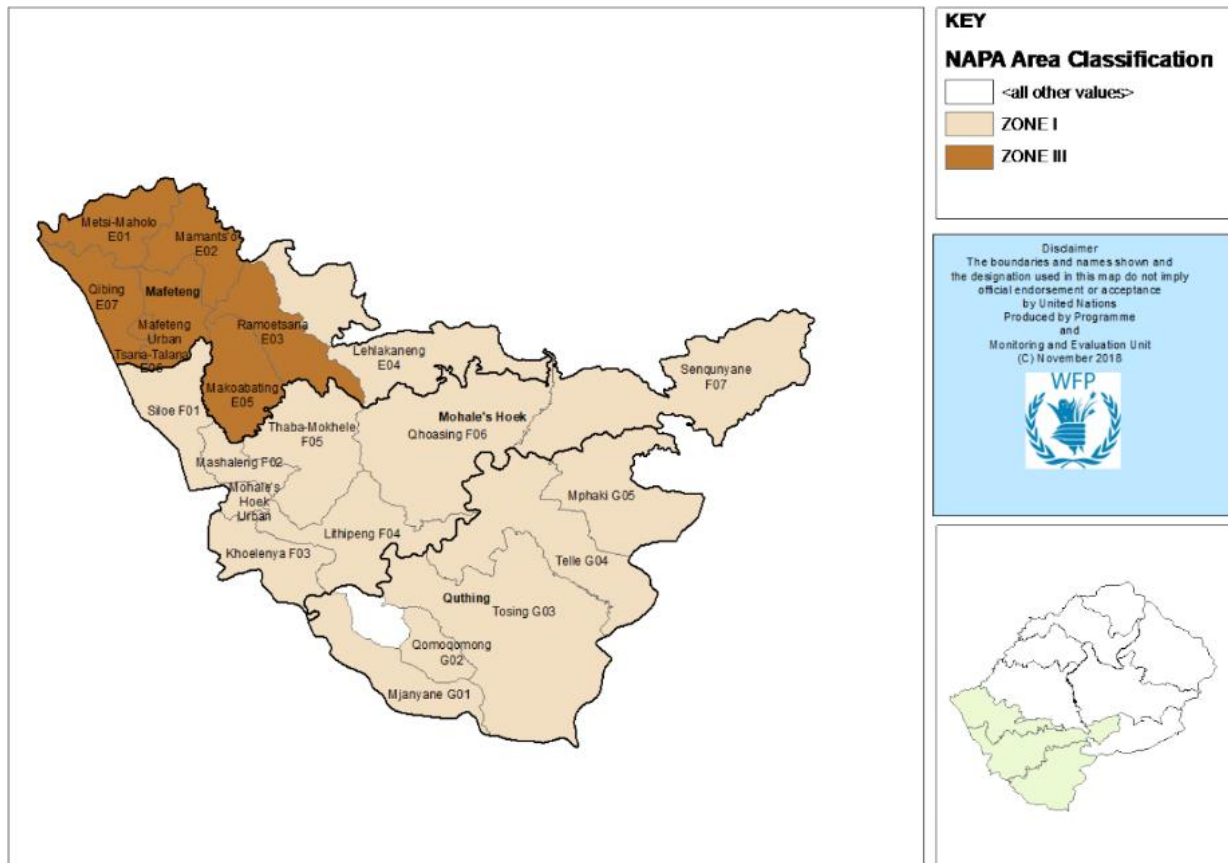 KEY
NAPA Area Classification
<all other values>
ZONE I
ZONE III
Disclaimer
The boundaries and names shown and
the designation used in this map do not imply
official endorsement or acceptance
by United Nations
Produced by Programme
and
Monitoring and Evaluation Unit
(C) November 2018
WFP
Metsi-Maholo
E01
Mamants'o
E02
Qibing
E07
Mafeteng
Mafeteng
Urban
Ramoetsana
E03
Tsana-Talana
E06
Lehlakaneng
E04
Senqunyane
F07
Makoabating
E05
Siloe F01
Thaba-Mokhele
F05
Mohale's Hoek
Qhoasing F06
Mashaleng F02
Mohale's
Hoek
Urban
Mphaki G05
Lithipeng F04
Khoelenya F03
Telle G04
Quthing
Tosing G03
Qomoqomong
G02
Mjanyane G01